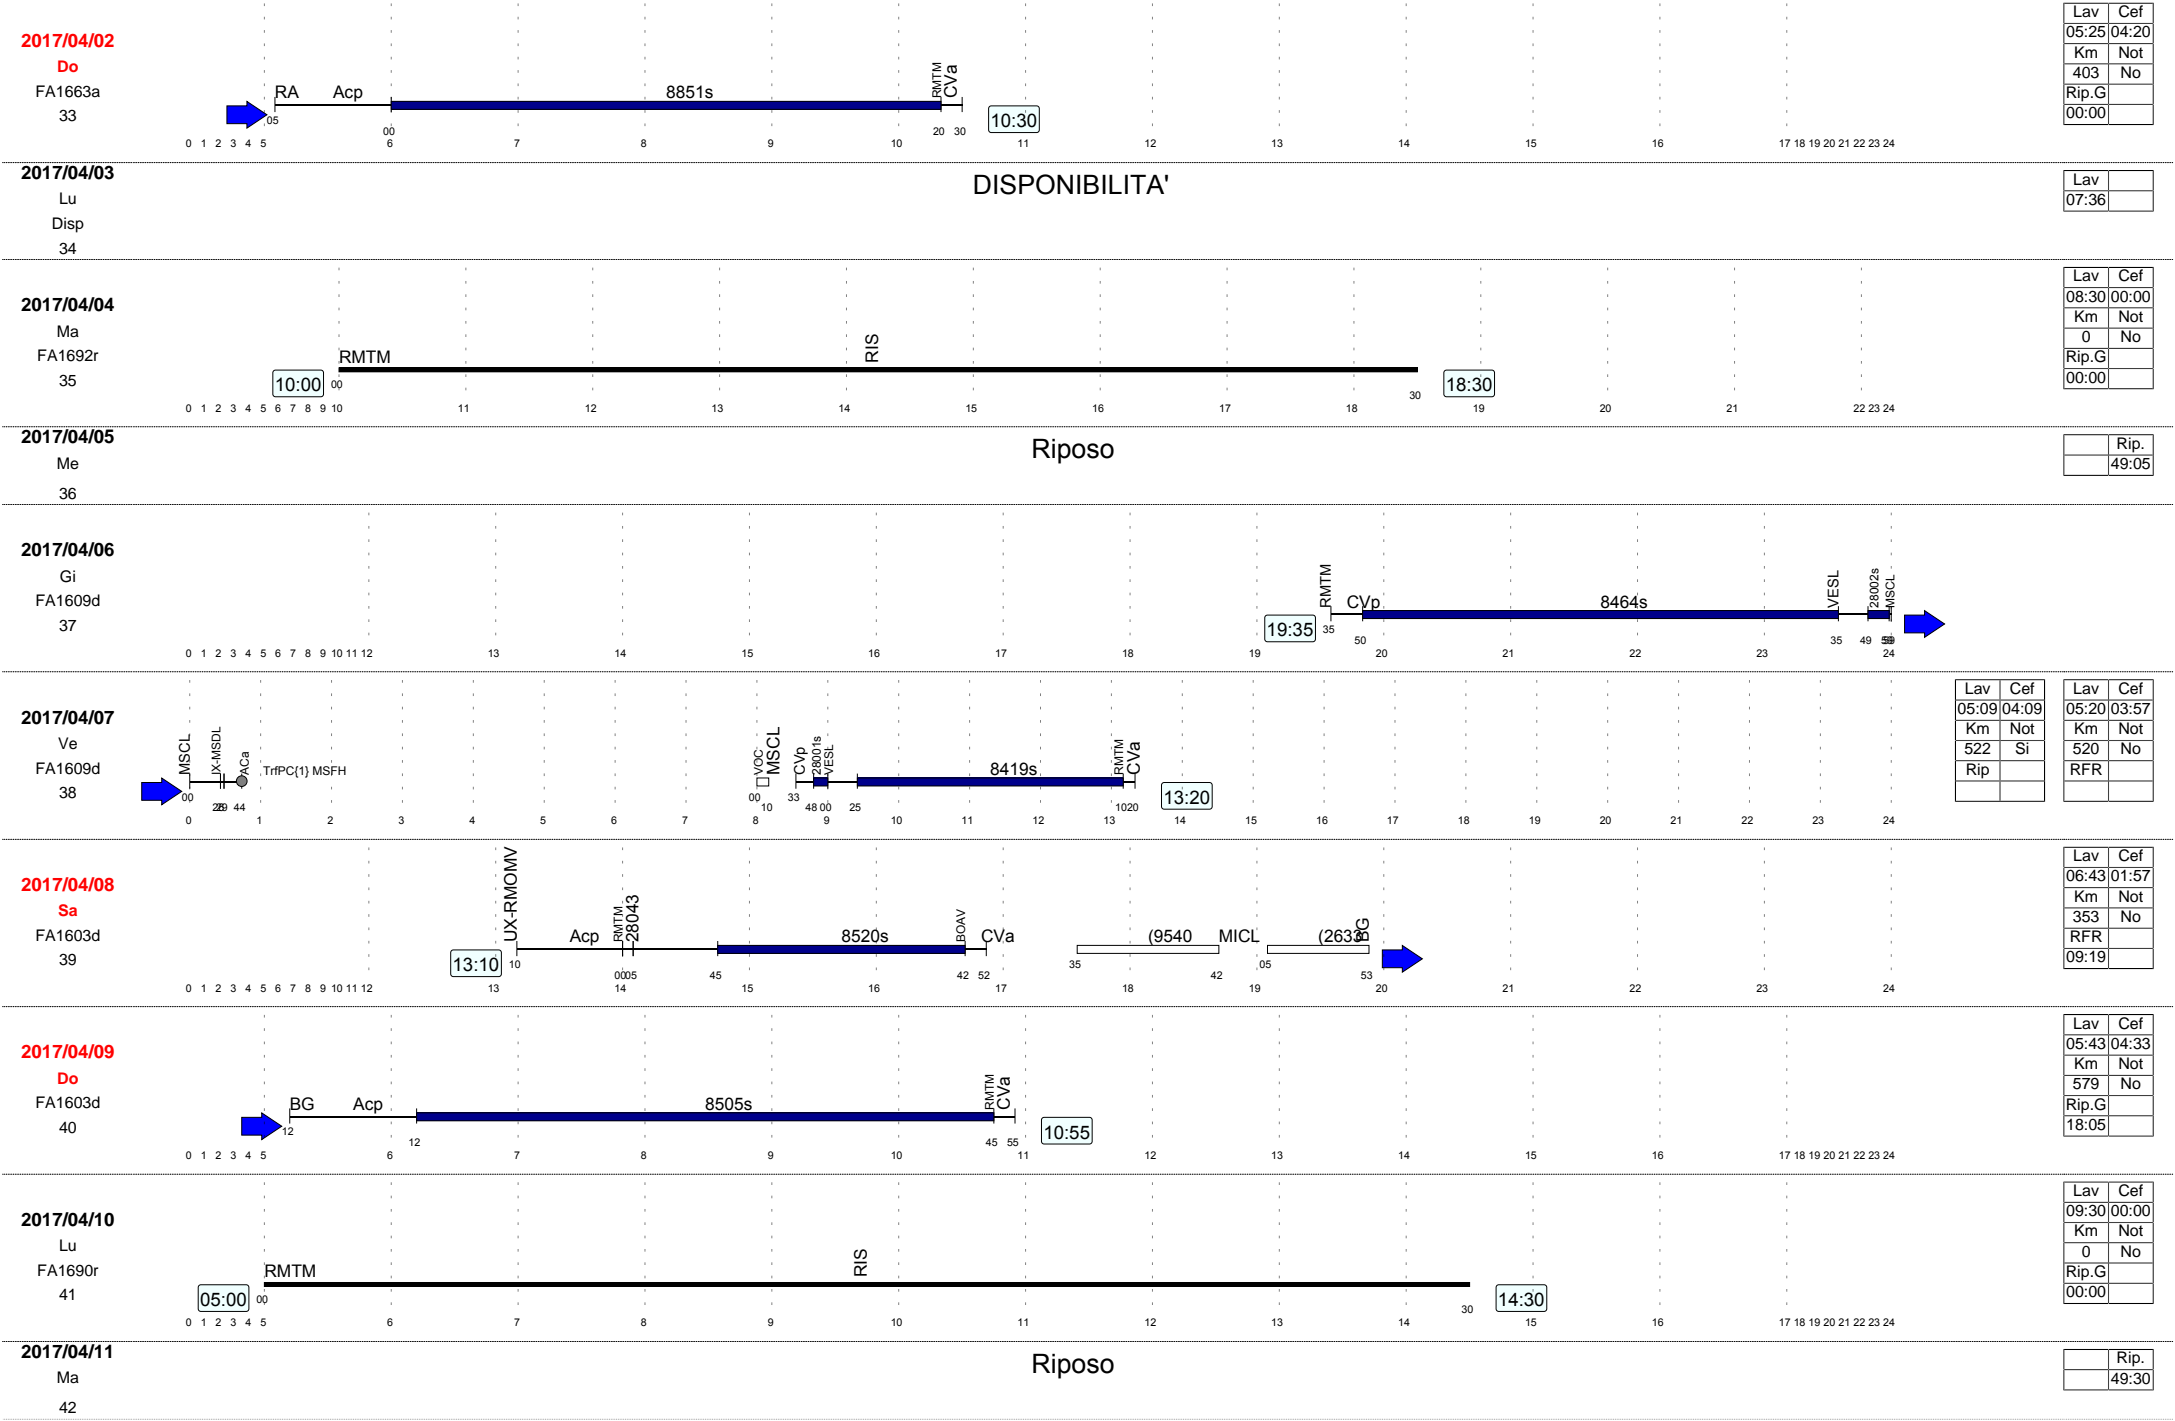 2017/04/02
Do
FA1663a
33
RA Acp 8851s RMTM CVa
05 00 20 30
10:30
0 1 2 3 4 5 6 7 8 9 10 11 12 13 14 15 16 17 18 19 20 21 22 23 24
Lav Cef
05:25 04:20
Km Not
403 No
Rip.G
00:00
2017/04/03
Lu
Disp
34
DISPONIBILITA'
Lav
07:36
2017/04/04
Ma
FA1692r
35
RMTM RIS
10:00 00 30 18:30
0 1 2 3 4 5 6 7 8 9 10 11 12 13 14 15 16 17 18 19 20 21 22 23 24
Lav Cef
08:30 00:00
Km Not
0 No
Rip.G
00:00
2017/04/05
Me
36
Riposo
Rip.
49:05
2017/04/06
Gi
FA1609d
37
RMTM CVp 8464s VESL 28002s MSCL
19:35 35 50 35 49 59
0 1 2 3 4 5 6 7 8 9 10 11 12 13 14 15 16 17 18 19 20 21 22 23 24
2017/04/07
Ve
FA1609d
38
MSCL UX-MSDL ACa TrfPC{1} MSFH VOC MSCL CVp 28001s VESL 8419s RMTM CVa
00 29 44 00 10 33 48 00 25 10 20
13:20
0 1 2 3 4 5 6 7 8 9 10 11 12 13 14 15 16 17 18 19 20 21 22 23 24
Lav Cef
05:09 04:09
Km Not
522 Si
Rip
Lav Cef
05:20 03:57
Km Not
520 No
RFR
2017/04/08
Sa
FA1603d
39
UX-RMOMV Acp RMTM 28043 8520s BOAV CVa (9540 MICL (2633 BG
13:10 10 00 05 45 42 52 35 42 05 53
0 1 2 3 4 5 6 7 8 9 10 11 12 13 14 15 16 17 18 19 20 21 22 23 24
Lav Cef
06:43 01:57
Km Not
353 No
RFR
09:19
2017/04/09
Do
FA1603d
40
BG Acp 8505s RMTM CVa
12 12 45 55
10:55
0 1 2 3 4 5 6 7 8 9 10 11 12 13 14 15 16 17 18 19 20 21 22 23 24
Lav Cef
05:43 04:33
Km Not
579 No
Rip.G
18:05
2017/04/10
Lu
FA1690r
41
RMTM RIS
05:00 00 30 14:30
0 1 2 3 4 5 6 7 8 9 10 11 12 13 14 15 16 17 18 19 20 21 22 23 24
Lav Cef
09:30 00:00
Km Not
0 No
Rip.G
00:00
2017/04/11
Ma
42
Riposo
Rip.
49:30